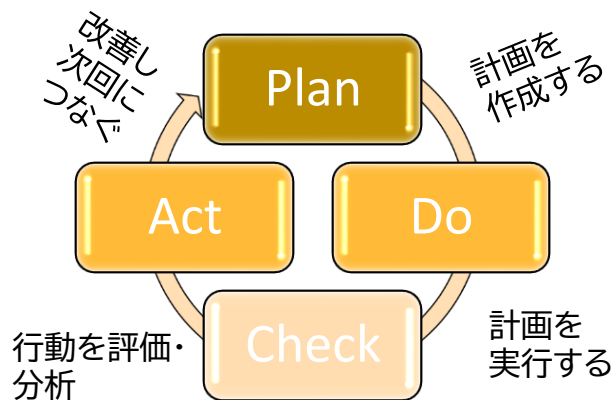 Plan
計画を
作成する
Do
計画を
実行する
Check
行動を評価・
分析
Act
改善し
次回に
つなぐ